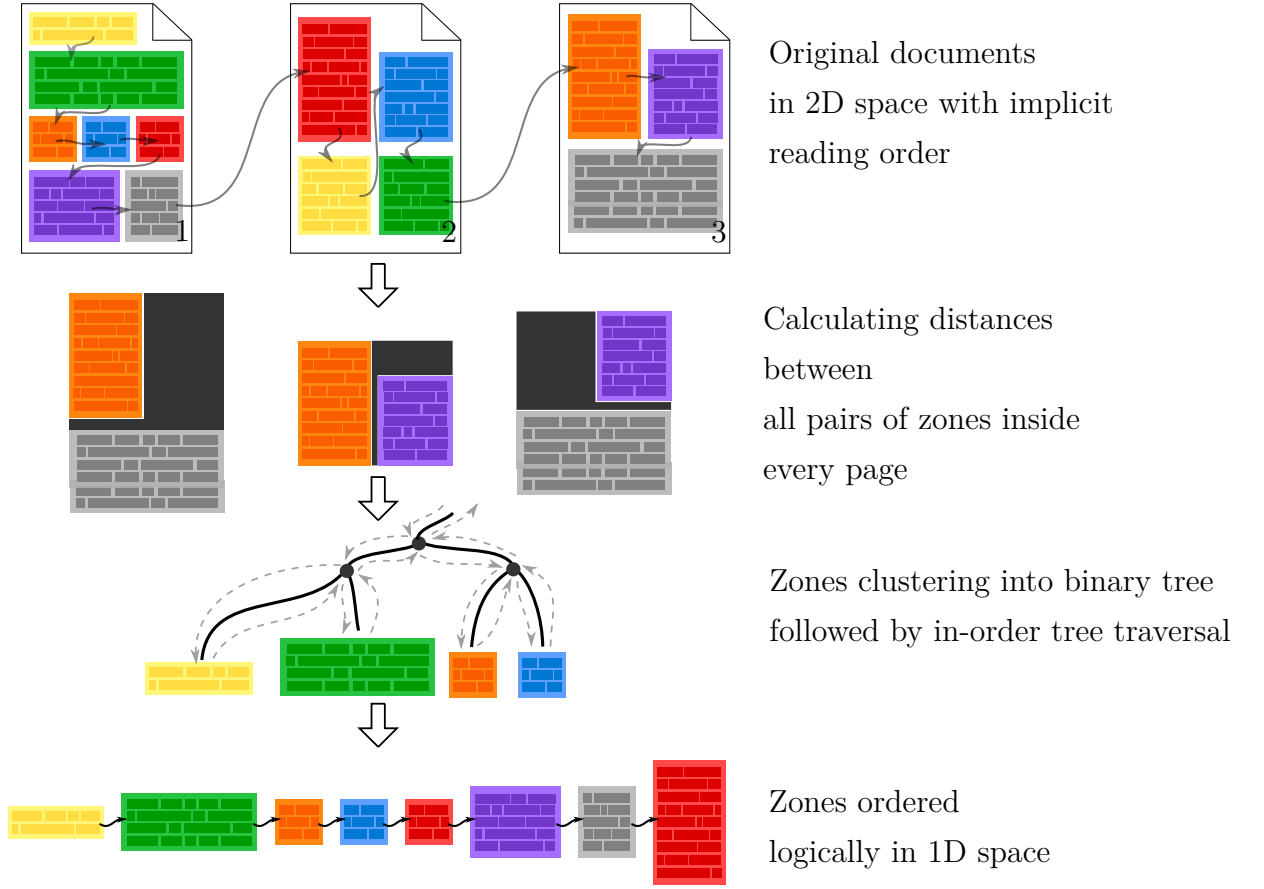 1
2
3
Original documents
in 2D space with implicit
reading order
Calculating distances
between
all pairs of zones inside
every page
Zones clustering into binary tree
followed by in-order tree traversal
Zones ordered
logically in 1D space